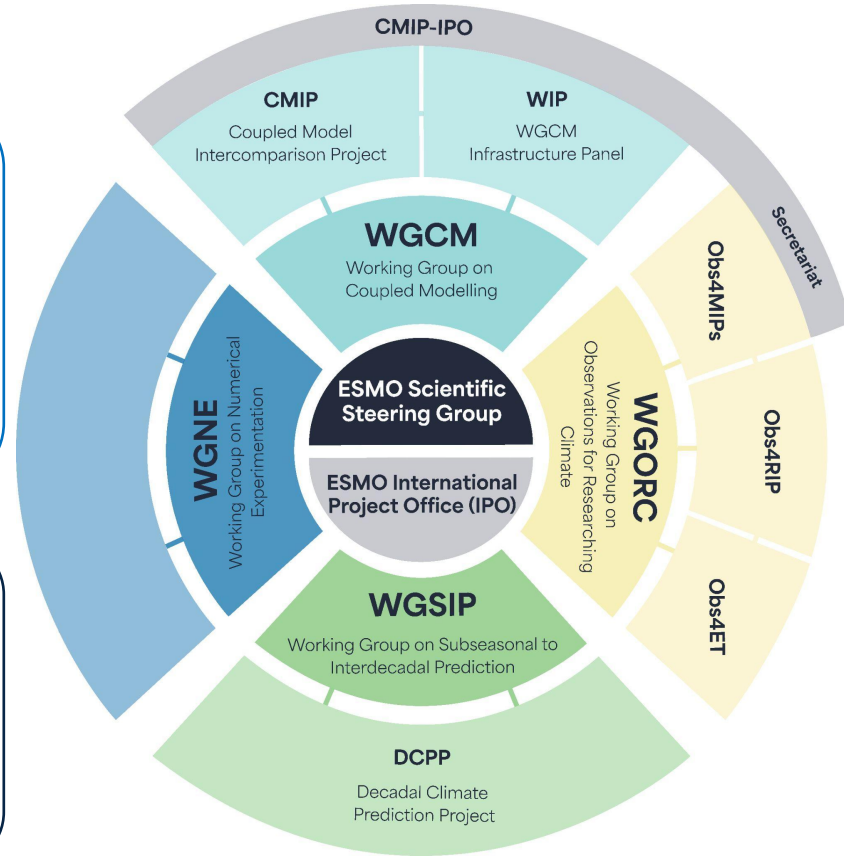 CMIP-IPO
Secretariat
CMIP
Coupled Model
Intercomparison Project
WIP
WGCM
Infrastructure Panel
WGCM
Working Group on
Coupled Modelling
ESMO Scientific
Steering Group
ESMO International
Project Office (IPO)
WGNE
Working Group on Numerical
Experimentation
WGORC
Working Group on
Observations for Researching
Climate
Obs4MIPs
Obs4RIP
Obs4ET
WGSIP
Working Group on Subseasonal to
Interdecadal Prediction
DCPP
Decadal Climate
Prediction Project